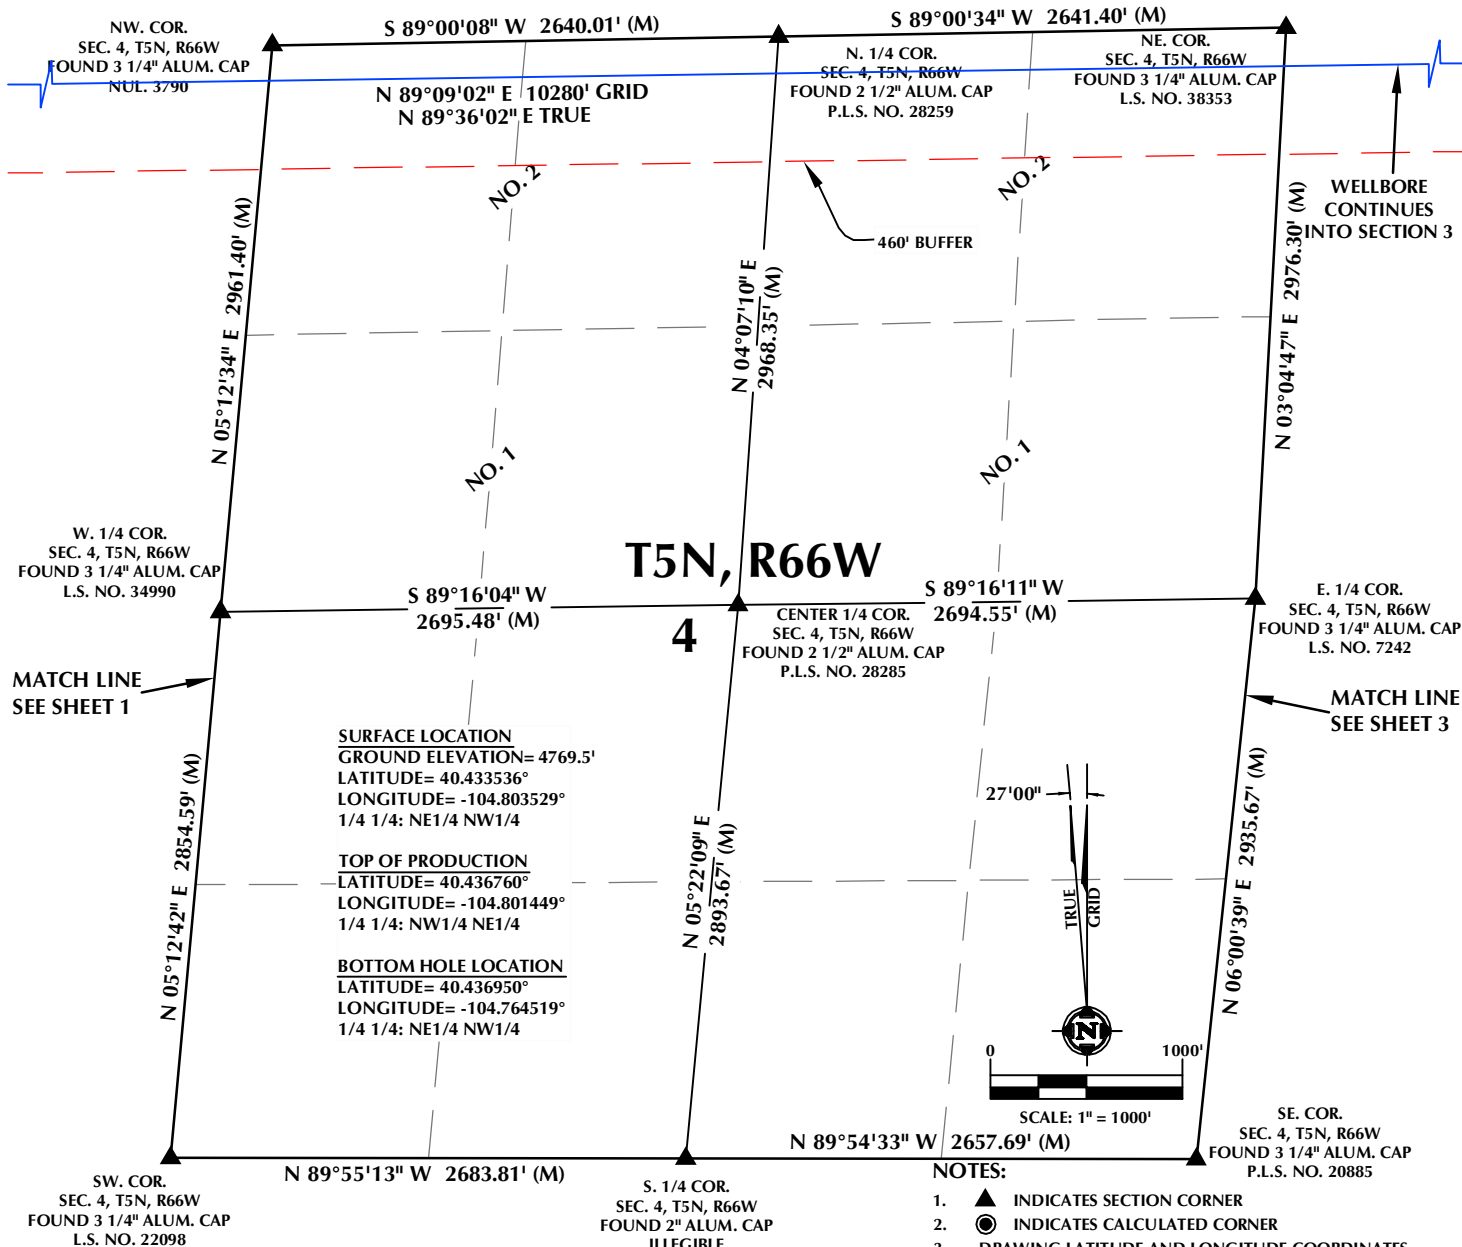 S 89°00'08" W  2640.01' (M)
S 89°00'34" W  2641.40' (M)
NW. COR.
SEC. 4, T5N, R66W
FOUND 3 1/4" ALUM. CAP
NUL. 3790
N. 1/4 COR.
SEC. 4, T5N, R66W
FOUND 2 1/2" ALUM. CAP
P.L.S. NO. 28259
NE. COR.
SEC. 4, T5N, R66W
FOUND 3 1/4" ALUM. CAP
L.S. NO. 38353
N 89°09'02" E  10280' GRID
N 89°36'02" E TRUE
NO. 2
NO. 2
WELLBORE
CONTINUES
INTO SECTION 3
460' BUFFER
N 05°12'34" E  2961.40' (M)
N 04°07'10" E
2968.35' (M)
N 03°04'47" E  2976.30' (M)
NO. 1
NO. 1
W. 1/4 COR.
SEC. 4, T5N, R66W
FOUND 3 1/4" ALUM. CAP
L.S. NO. 34990
T5N, R66W
4
S 89°16'04" W
2695.48' (M)
S 89°16'11" W
2694.55' (M)
CENTER 1/4 COR.
SEC. 4, T5N, R66W
FOUND 2 1/2" ALUM. CAP
P.L.S. NO. 28285
E. 1/4 COR.
SEC. 4, T5N, R66W
FOUND 3 1/4" ALUM. CAP
L.S. NO. 7242
MATCH LINE
SEE SHEET 1
MATCH LINE
SEE SHEET 3
SURFACE LOCATION
GROUND ELEVATION= 4769.5'
LATITUDE= 40.433536°
LONGITUDE= -104.803529°
1/4 1/4: NE1/4 NW1/4
TOP OF PRODUCTION
LATITUDE= 40.436760°
LONGITUDE= -104.801449°
1/4 1/4: NW1/4 NE1/4
BOTTOM HOLE LOCATION
LATITUDE= 40.436950°
LONGITUDE= -104.764519°
1/4 1/4: NE1/4 NW1/4
N 05°12'42" E  2854.59' (M)
N 05°22'09" E
2893.67' (M)
N 06°00'39" E  2935.67' (M)
27'00"
TRUE
GRID
N
0
1000'
SCALE: 1" = 1000'
N 89°55'13" W  2683.81' (M)
N 89°54'33" W  2657.69' (M)
SW. COR.
SEC. 4, T5N, R66W
FOUND 3 1/4" ALUM. CAP
L.S. NO. 22098
S. 1/4 COR.
SEC. 4, T5N, R66W
FOUND 2" ALUM. CAP
ILLEGIBLE
SE. COR.
SEC. 4, T5N, R66W
FOUND 3 1/4" ALUM. CAP
P.L.S. NO. 20885
NOTES:
1. INDICATES SECTION CORNER
2. INDICATES CALCULATED CORNER
3. DRAWING LATITUDE AND LONGITUDE COORDINATES